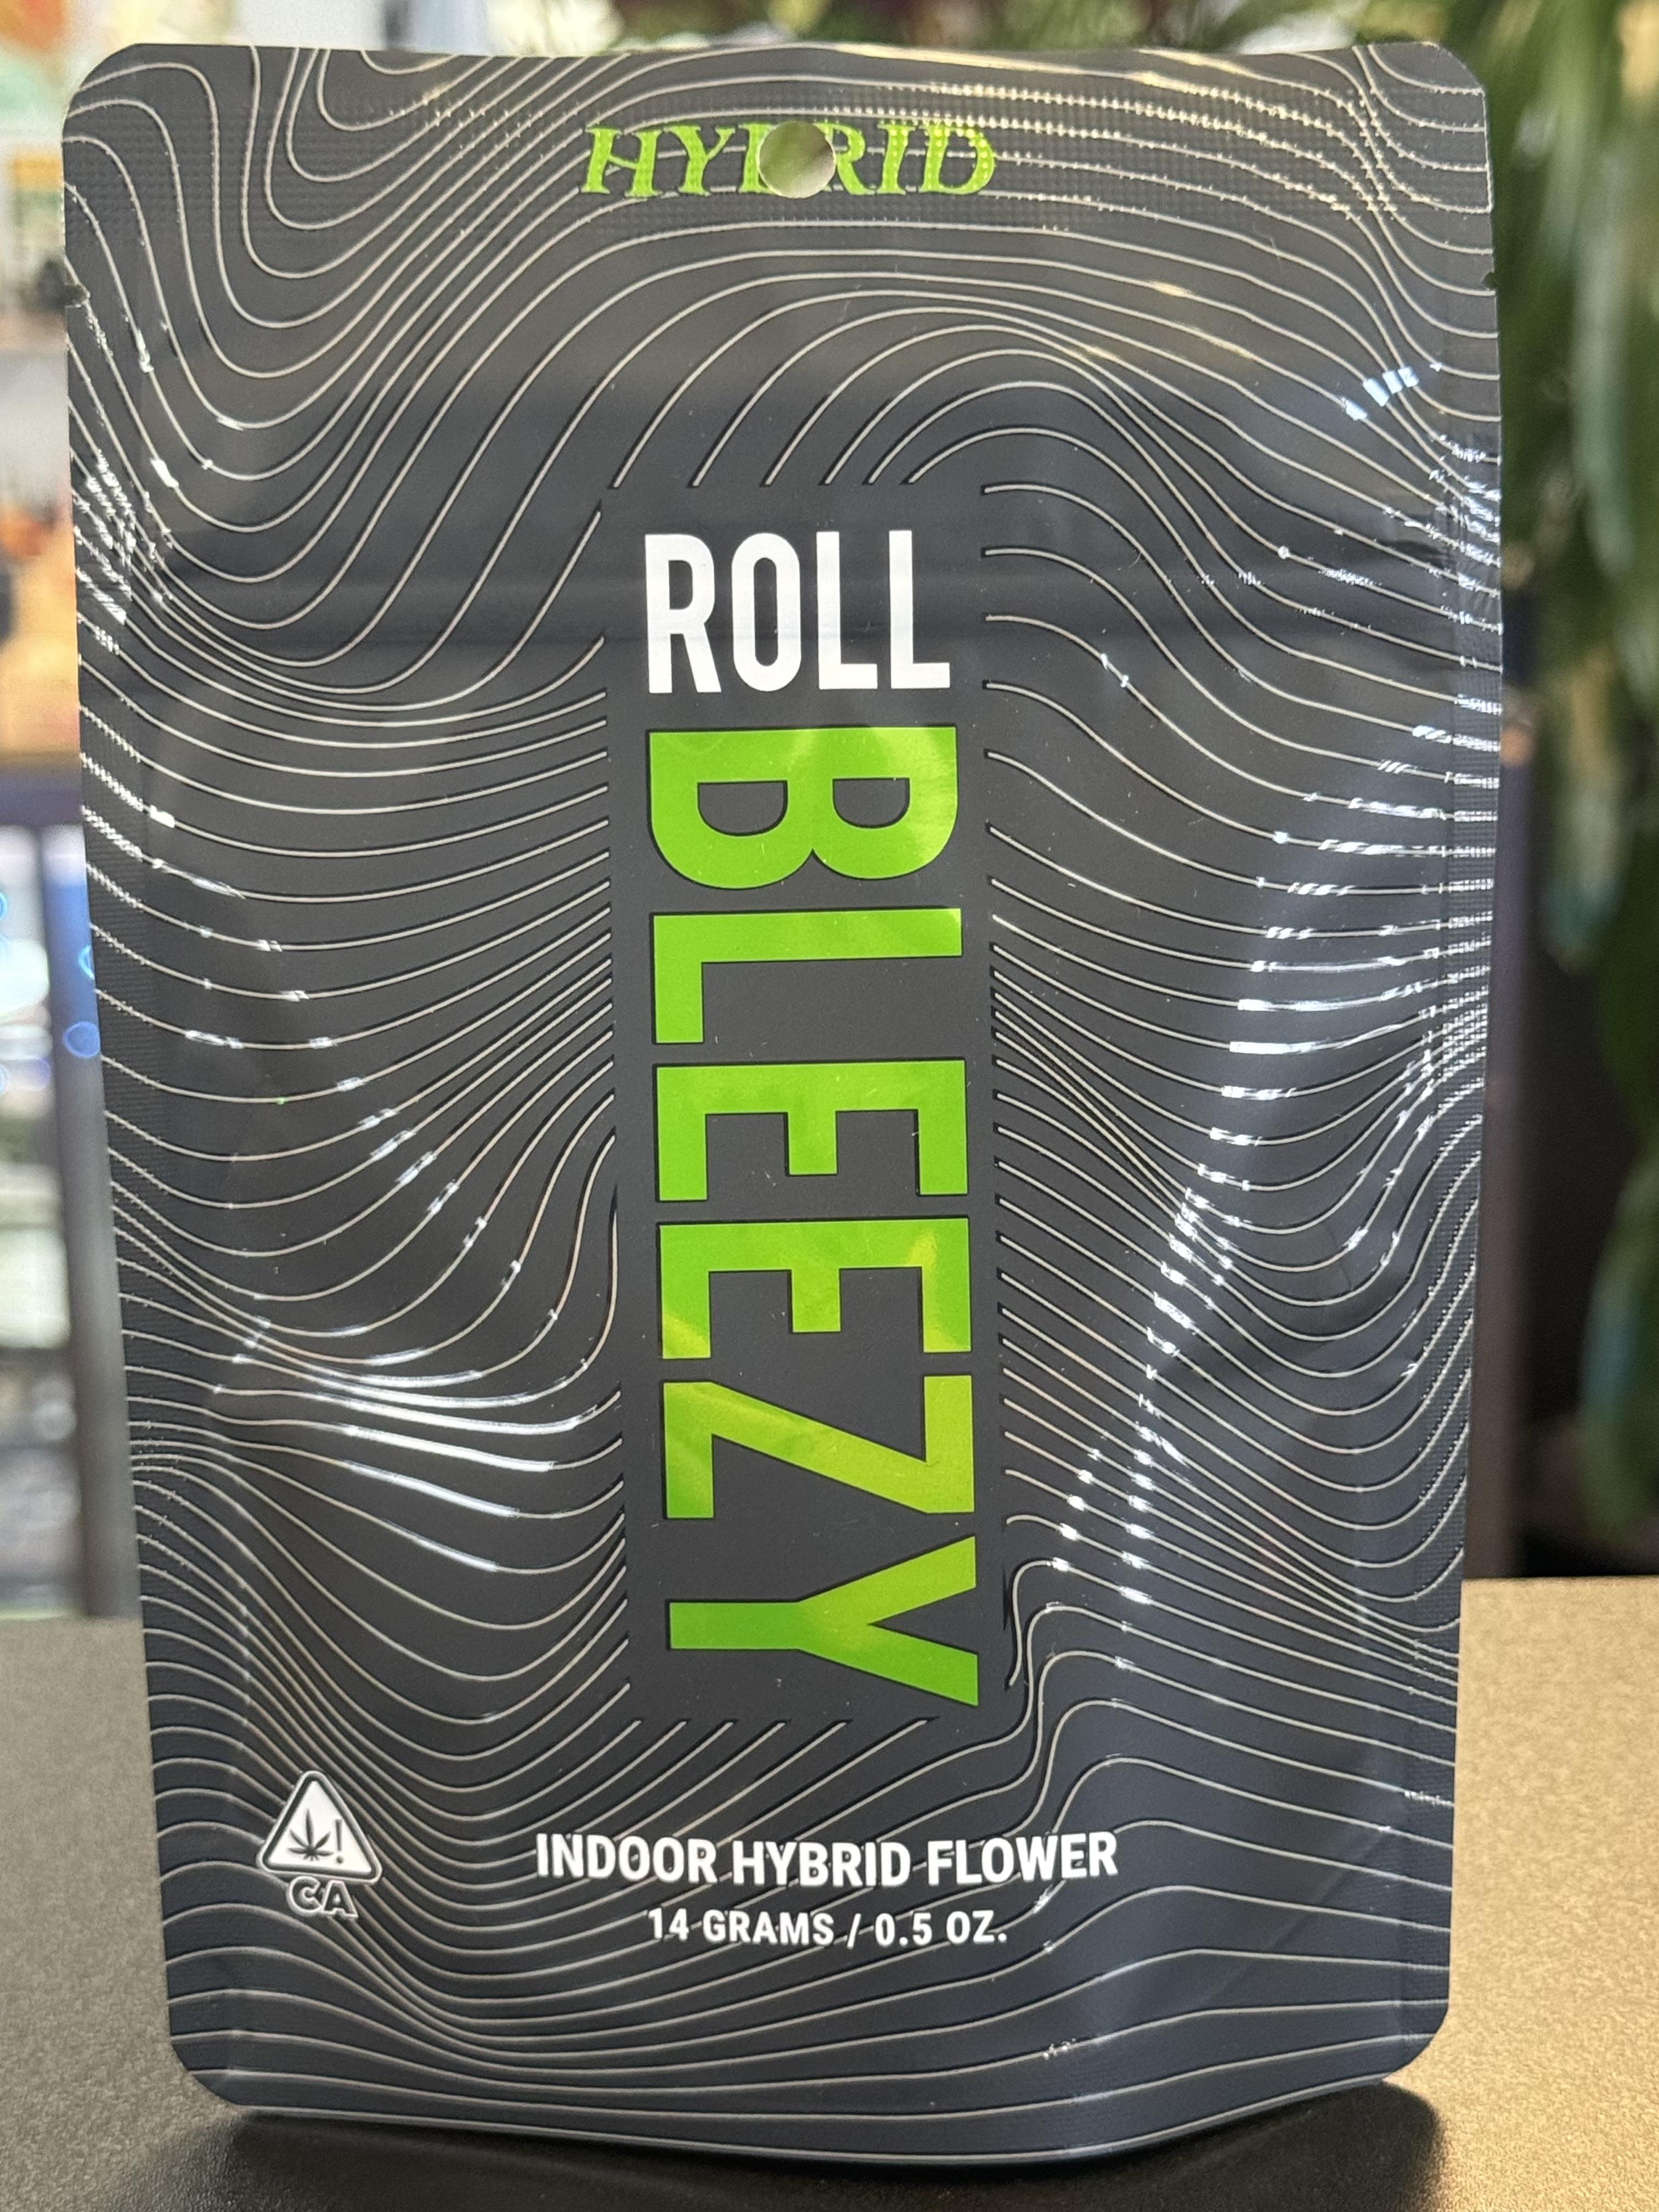 HYBRID
ROLL
BLEEZY
CA
INDOOR HYBRID FLOWER
14 GRAMS / 0.5 OZ.